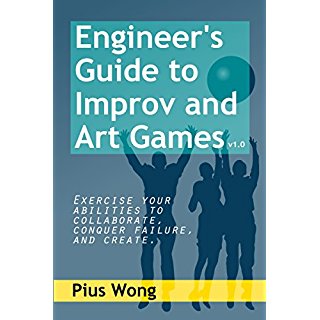 Engineer's
Guide to
Improv and
Art Games v1.0
Exercise your
abilities to
collaborate,
conquer failure,
and create.
Pius Wong